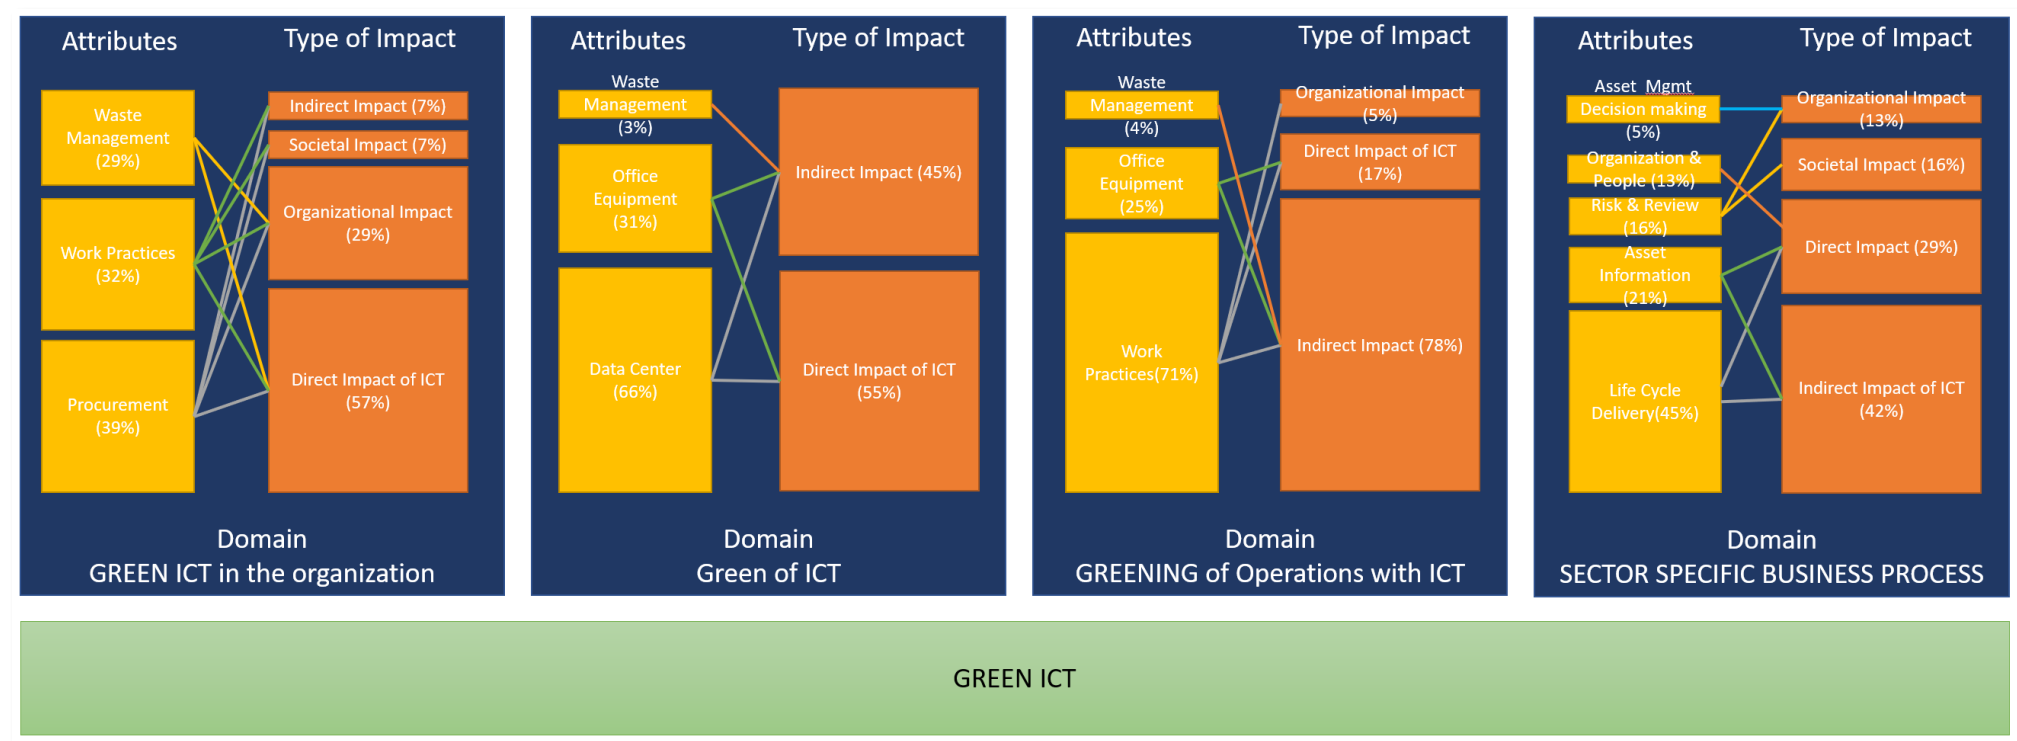 Attributes
Type of Impact
Waste
Management
(29%)
Work Practices
(32%)
Procurement
(39%)
Indirect Impact (7%)
Societal Impact (7%)
Organizational Impact
(29%)
Direct Impact of ICT
(57%)
Domain
GREEN ICT in the organization
Attributes
Type of Impact
Waste
Management
(3%)
Office
Equipment
(31%)
Data Center
(66%)
Indirect Impact (45%)
Direct Impact of ICT
(55%)
Domain
Green of ICT
Attributes
Type of Impact
Waste
Management
(4%)
Office
Equipment
(25%)
Work
Practices(71%)
Organizational Impact
(5%)
Direct Impact of ICT
(17%)
Indirect Impact (78%)
Domain
GREENING of Operations with ICT
Attributes
Type of Impact
Asset Mgmt
Decision making
(5%)
Organization &
People (13%)
Risk & Review
(16%)
Asset
Information
(21%)
Life Cycle
Delivery(45%)
Organizational Impact
(13%)
Societal Impact (16%)
Direct Impact (29%)
Indirect Impact of ICT
(42%)
Domain
SECTOR SPECIFIC BUSINESS PROCESS
GREEN ICT